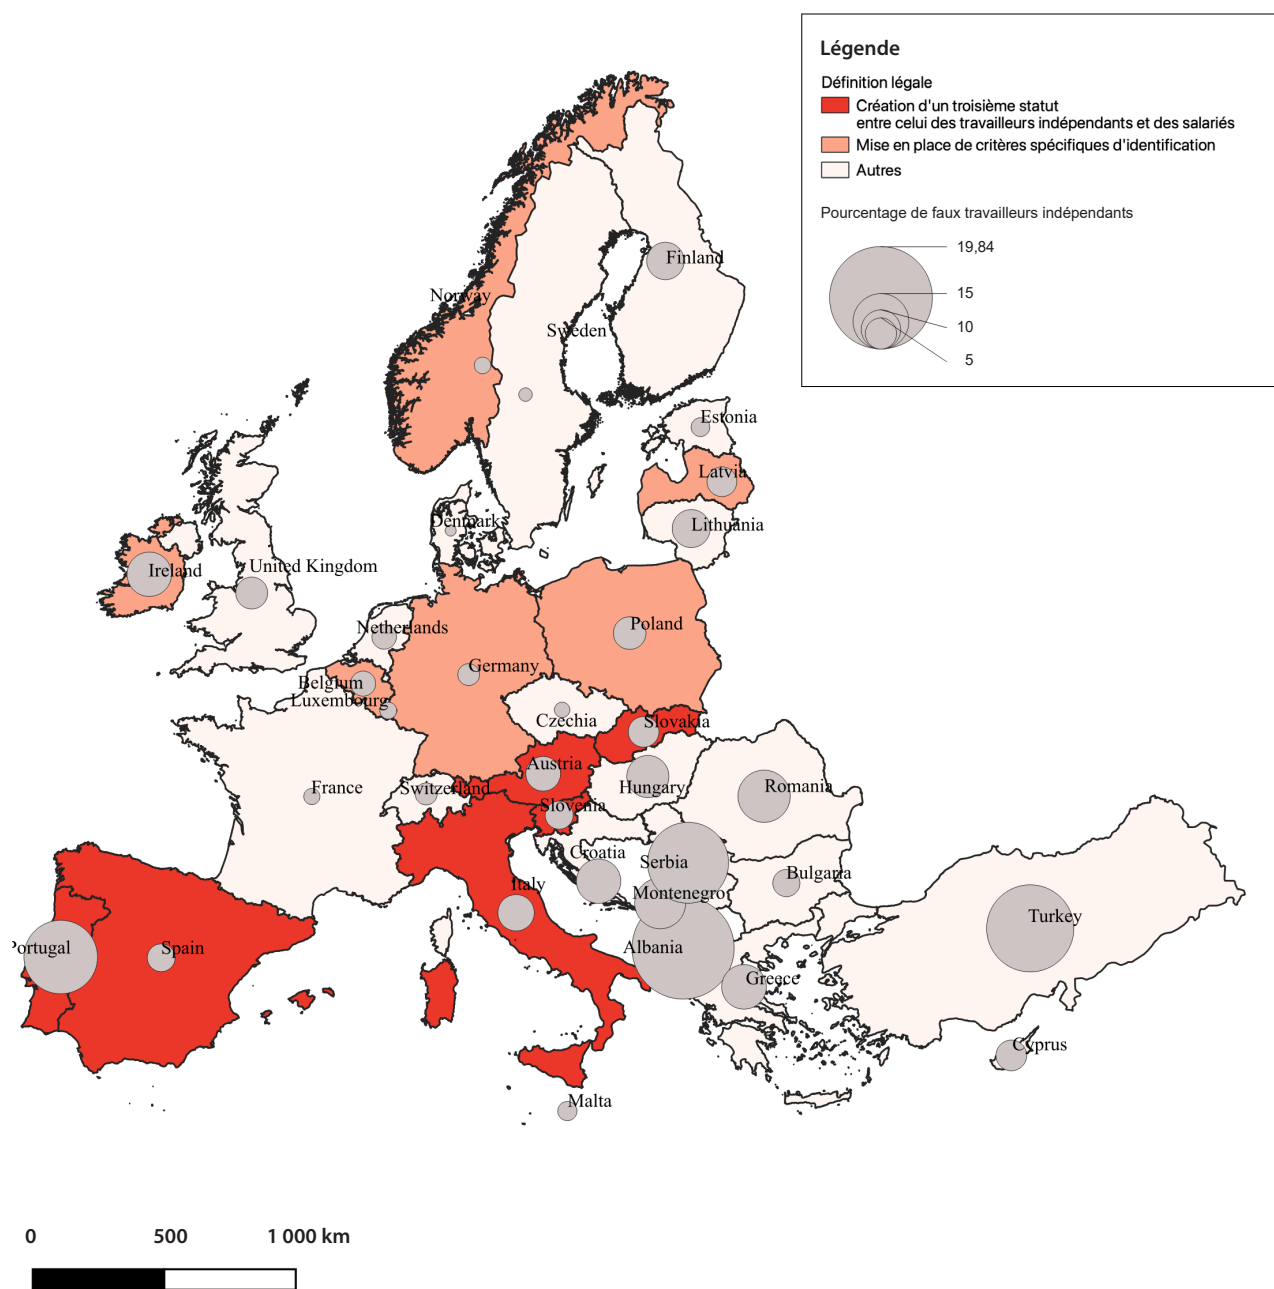 Légende
Définition légale
Création d'un troisième statut
entre celui des travailleurs indépendants et des salariés
Mise en place de critères spécifiques d'identification
Autres
Pourcentage de faux travailleurs indépendants
19,84
15
10
5
Finland
Norway
Sweden
Estonia
Latvia
Lithuania
Denmark
Ireland
United Kingdom
Netherlands
Poland
Germany
Belgium
Luxembourg
Czechia
Slovakia
Austria
France
Switzerland
Hungary
Romania
Slovenia
Croatia
Serbia
Bulgaria
Italy
Montenegro
Turkey
Portugal
Spain
Albania
Greece
Cyprus
Malta
0 500 1 000 km